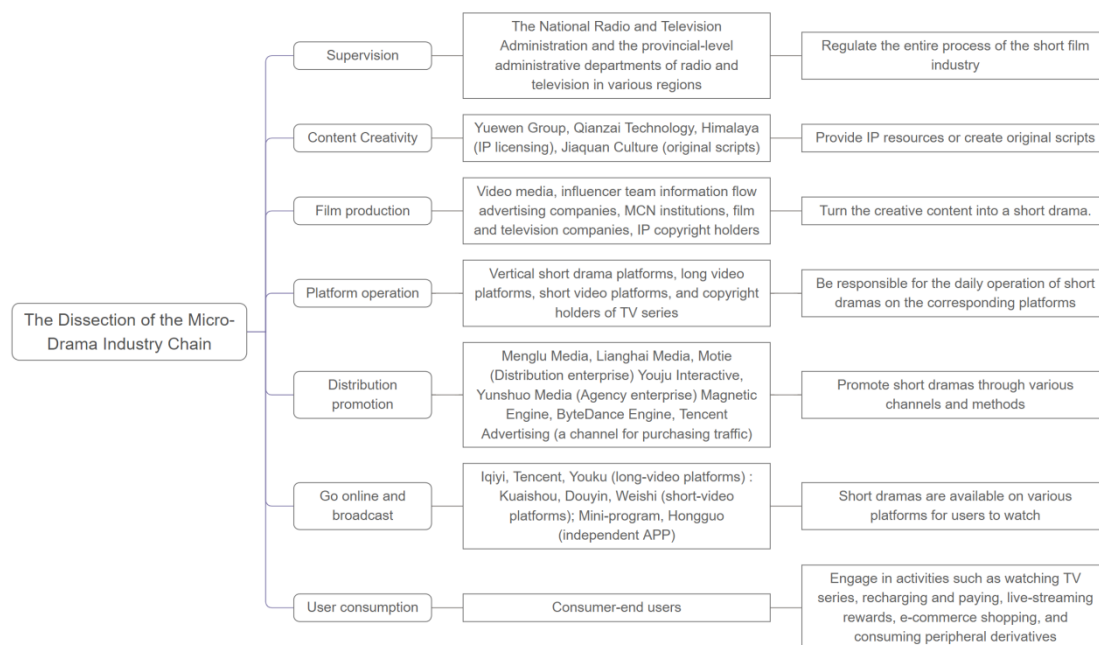 The Dissection of the Micro-
Drama Industry Chain
Supervision
The National Radio and Television
Administration and the provincial-level
administrative departments of radio and
television in various regions
Regulate the entire process of the short film
industry
Content Creativity
Yuewen Group, Qianzai Technology, Himalaya
(IP licensing), Jiaquan Culture (original scripts)
Provide IP resources or create original scripts
Film production
Video media, influencer team information flow
advertising companies, MCN institutions, film
and television companies, IP copyright holders
Turn the creative content into a short drama.
Platform operation
Vertical short drama platforms, long video
platforms, short video platforms, and copyright
holders of TV series
Be responsible for the daily operation of short
dramas on the corresponding platforms
Distribution
promotion
Menglu Media, Lianghai Media, Motie
(Distribution enterprise) Youju Interactive,
Yunshuo Media (Agency enterprise) Magnetic
Engine, ByteDance Engine, Tencent
Advertising (a channel for purchasing traffic)
Promote short dramas through various
channels and methods
Go online and
broadcast
Iqiyi, Tencent, Youku (long-video platforms) :
Kuaishou, Douyin, Weishi (short-video
platforms); Mini-program, Hongguo
(independent APP)
Short dramas are available on various
platforms for users to watch
User consumption
Consumer-end users
Engage in activities such as watching TV
series, recharging and paying, live-streaming
rewards, e-commerce shopping, and
consuming peripheral derivatives